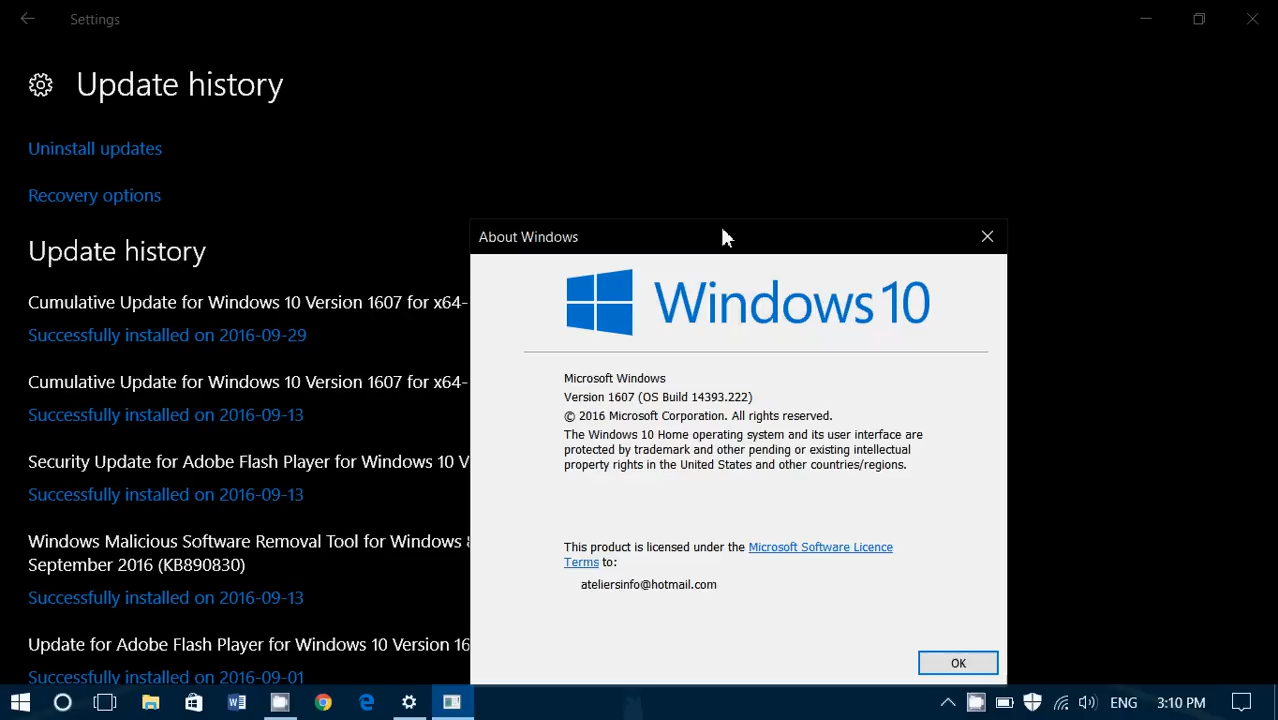 Settings
Update history
Uninstall updates
Recovery options
Update history
Cumulative Update for Windows 10 Version 1607 for x64-
Successfully installed on 2016-09-29
Cumulative Update for Windows 10 Version 1607 for x64-
Successfully installed on 2016-09-13
Security Update for Adobe Flash Player for Windows 10 V
Successfully installed on 2016-09-13
Windows Malicious Software Removal Tool for Windows 8
September 2016 (KB890830)
Successfully installed on 2016-09-13
Update for Adobe Flash Player for Windows 10 Version 16
Successfully installed on 2016-09-01
About Windows
Windows 10
Microsoft Windows
Version 1607 (OS Build 14393.222)
© 2016 Microsoft Corporation. All rights reserved.
The Windows 10 Home operating system and its user interface are
protected by trademark and other pending or existing intellectual
property rights in the United States and other countries/regions.
This product is licensed under the Microsoft Software Licence
Terms to:
ateliersinfo@hotmail.com
OK
ENG
3:10 PM